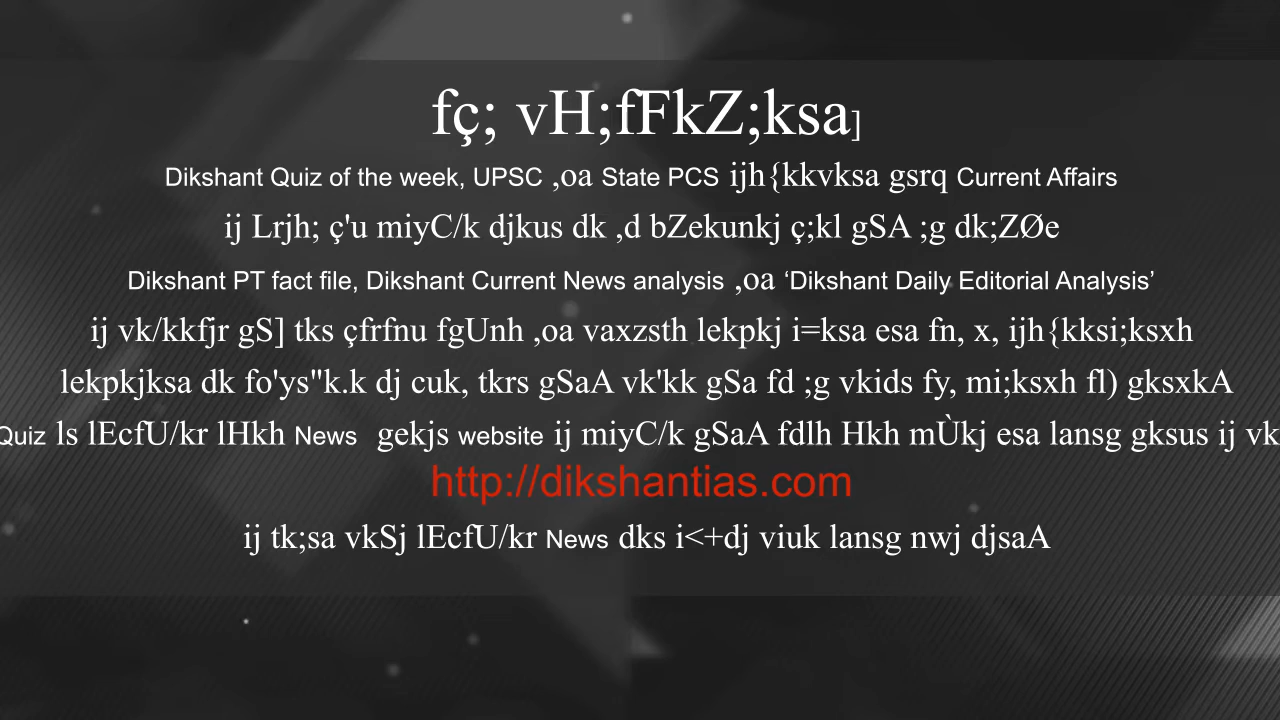 fç; vH;fFkZ;ksa]
Dikshant Quiz of the week, UPSC ,oa State PCS ijh{kkvksa gsrq Current Affairs
ij Lrjh; ç'u miyC/k djkus dk ,d bZekunkj ç;kl gSA ;g dk;ZØe
Dikshant PT fact file, Dikshant Current News analysis ,oa ‘Dikshant Daily Editorial Analysis’
ij vk/kkfjr gS] tks çfrfnu fgUnh ,oa vaxzsth lekpkj i=ksa esa fn, x, ijh{kksi;ksxh
lekpkjksa dk fo'ys"k.k dj cuk, tkrs gSaA vk'kk gSa fd ;g vkids fy, mi;ksxh fl) gksxkA
Quiz ls lEcfU/kr lHkh News gekjs website ij miyC/k gSaA fdlh Hkh mÙkj esa lansg gksus ij vk
http://dikshantias.com
ij tk;sa vkSj lEcfU/kr News dks i<+dj viuk lansg nwj djsaA